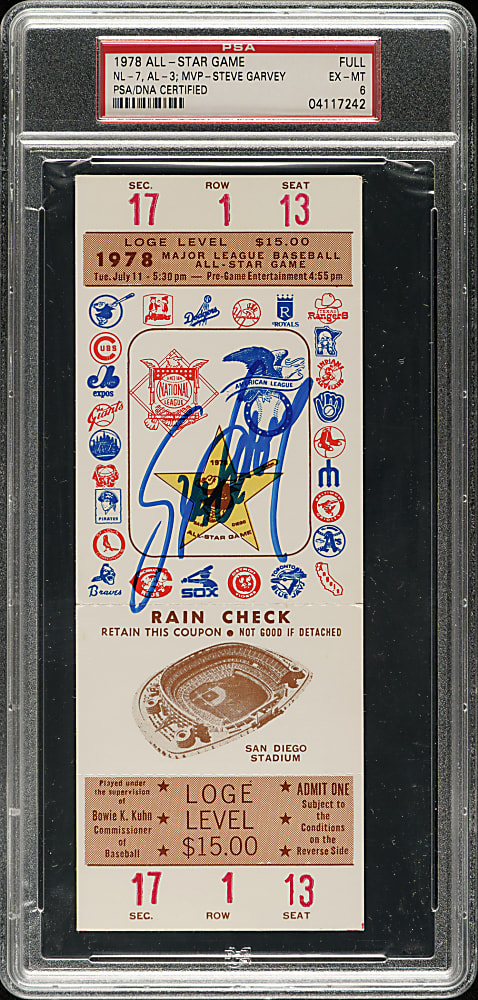 PSA
1978 ALL-STAR GAME FULL
NL-7, AL-3; MVP-STEVE GARVEY EX-MT
PSA/DNA CERTIFIED 6
04117242
SEC. ROW SEAT
17 1 13
LOGE LEVEL $15.00
1978 MAJOR LEAGUE BASEBALL
ALL-STAR GAME
Tue. July 11 - 5:30 pm — Pre-Game Entertainment 4:55 pm
Dodgers
R
ROYALS
TEXAS
Rangers
CUBS
expos
Giants
INDIANS
NATIONAL
LEAGUE
AMERICAN LEAGUE
PIRATES
197
ALL-STAR GAME
A's
Braves
SOX
TORONTO
BLUE JAYS
RAIN CHECK
RETAIN THIS COUPON ● NOT GOOD IF DETACHED
SAN DIEGO
STADIUM
Played under
the supervision
of
Bowie K. Kuhn
Commissioner
of
Baseball
★ LOGE ★
★ LEVEL ★
★ $15.00 ★
ADMIT ONE
Subject to
the
Conditions
on the
Reverse Side
17 1 13
SEC. ROW SEAT